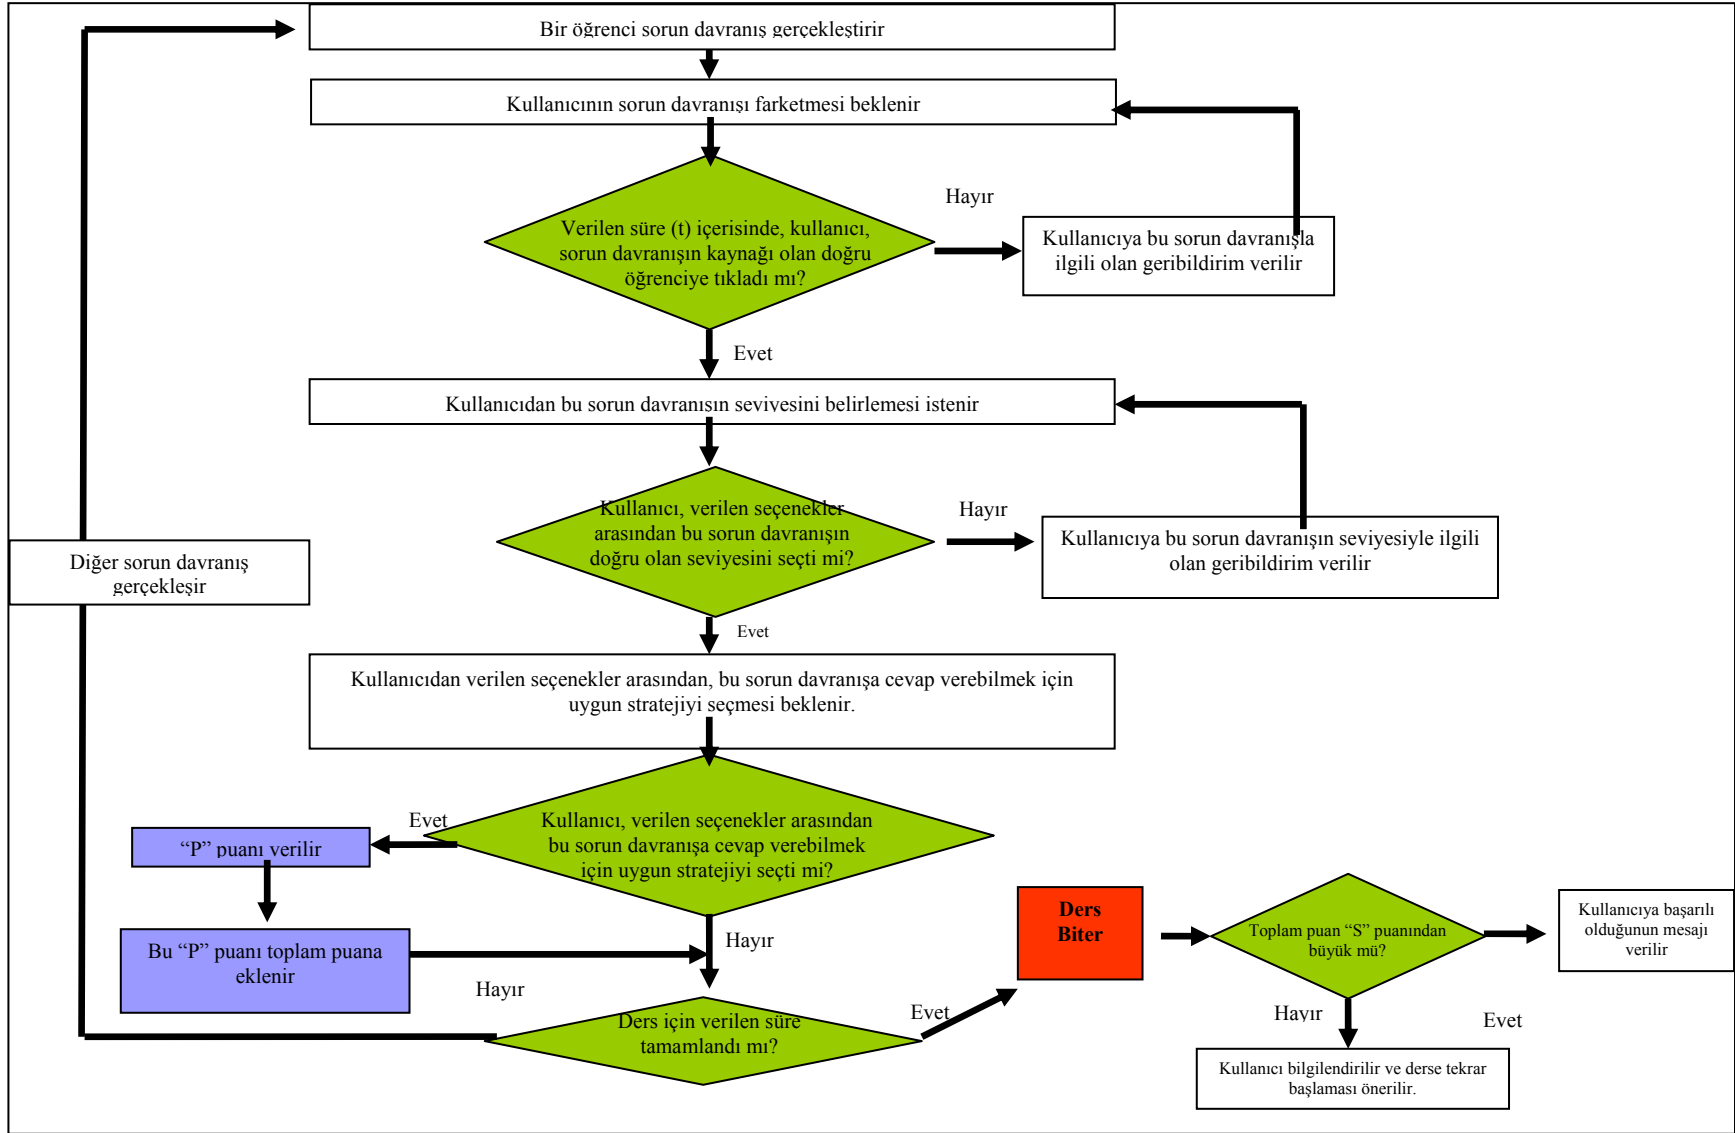 Bir öğrenci sorun davranış gerçekleştirir
Kullanıcının sorun davranışı farketmesi beklenir
Hayır
Verilen süre (t) içerisinde, kullanıcı,
sorun davranışın kaynağı olan doğru
öğrenciye tıkladı mı?
Kullanıcıya bu sorun davranışla
ilgili olan geribildirim verilir
Evet
Kullanıcıdan bu sorun davranışın seviyesini belirlemesi istenir
Kullanıcı, verilen seçenekler
arasından bu sorun davranışın
doğru olan seviyesini seçti mi?
Hayır
Kullanıcıya bu sorun davranışın seviyesiyle ilgili
olan geribildirim verilir
Diğer sorun davranış
gerçekleşir
Evet
Kullanıcıdan verilen seçenekler arasından, bu sorun davranışa cevap verebilmek için
uygun stratejiyi seçmesi beklenir.
Evet
Kullanıcı, verilen seçenekler arasından
bu sorun davranışa cevap verebilmek
için uygun stratejiyi seçti mi?
“P” puanı verilir
Bu “P” puanı toplam puana
eklenir
Hayır
Hayır
Ders için verilen süre
tamamlandı mı?
Evet
Ders
Biter
Toplam puan “S” puanından
büyük mü?
Kullanıcıya başarılı
olduğunun mesajı
verilir
Hayır
Evet
Kullanıcı bilgilendirilir ve derse tekrar
başlaması önerilir.